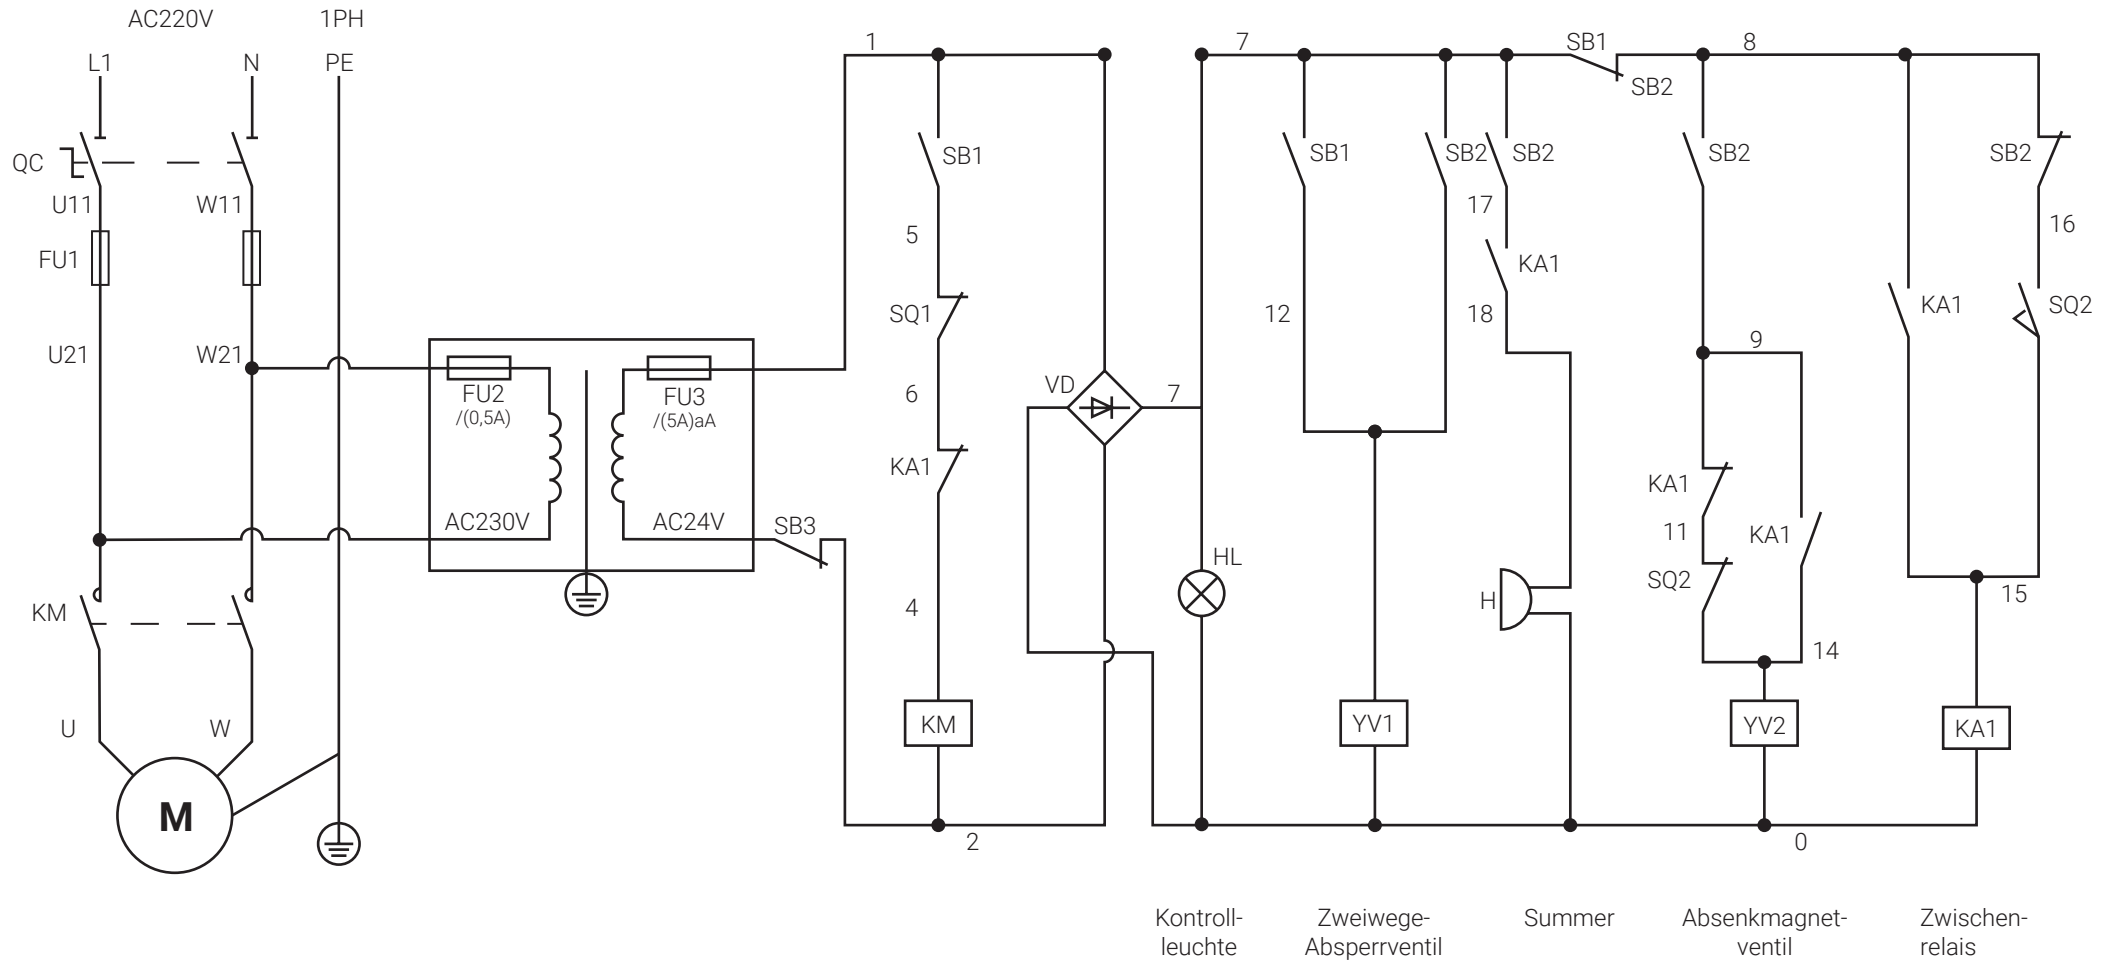 AC220V 1PH
L1 N PE
QC
U11 W11
FU1
U21 W21
FU2
/(0,5A)
FU3
/(5A)aA
AC230V AC24V
SB3
KM
U W
M
1
SB1
5
SQ1
6
KA1
4
KM
2
VD
7
HL
7
SB1
12
SB2
YV1
SB2
17
KA1
18
H
SB1
SB2
8
SB2
9
KA1
11
SQ2
KA1
14
YV2
0
KA1
SB2
16
SQ2
15
KA1
Kontroll-
leuchte
Zweiwege-
Absperrventil
Summer
Absenkmagnet-
ventil
Zwischen-
relais